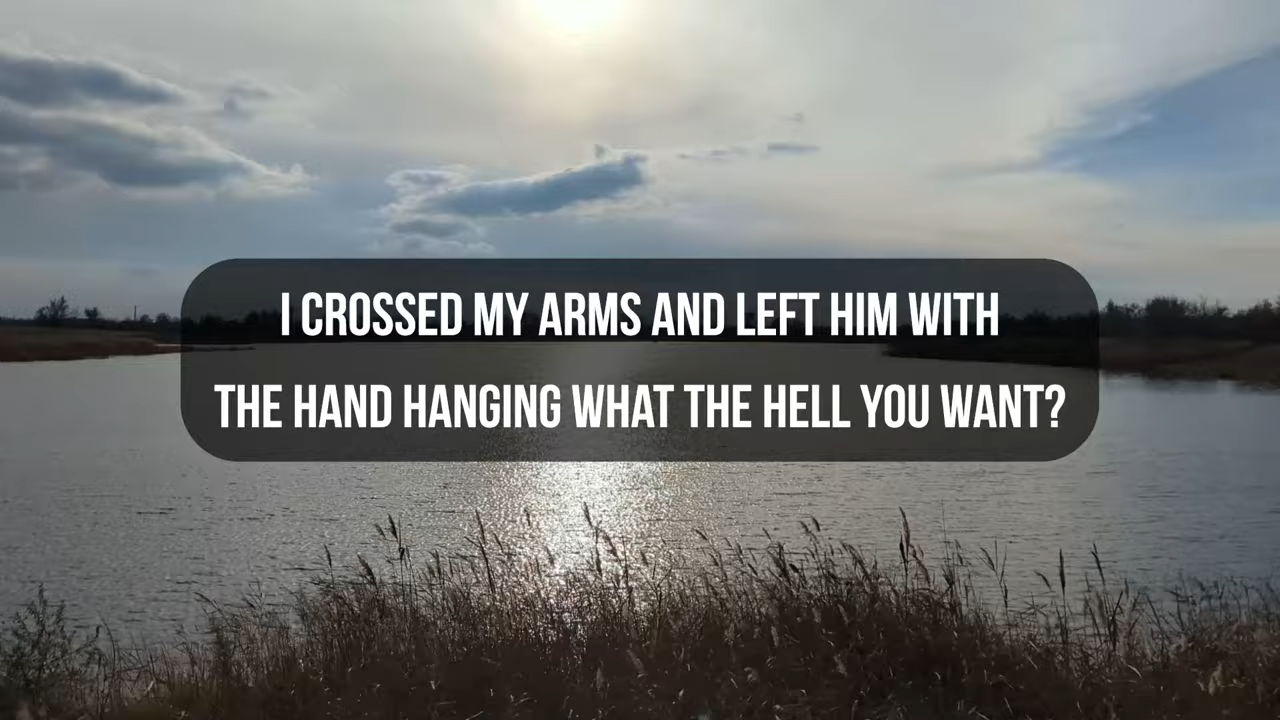 I CROSSED MY ARMS AND LEFT HIM WITH
THE HAND HANGING WHAT THE HELL YOU WANT?